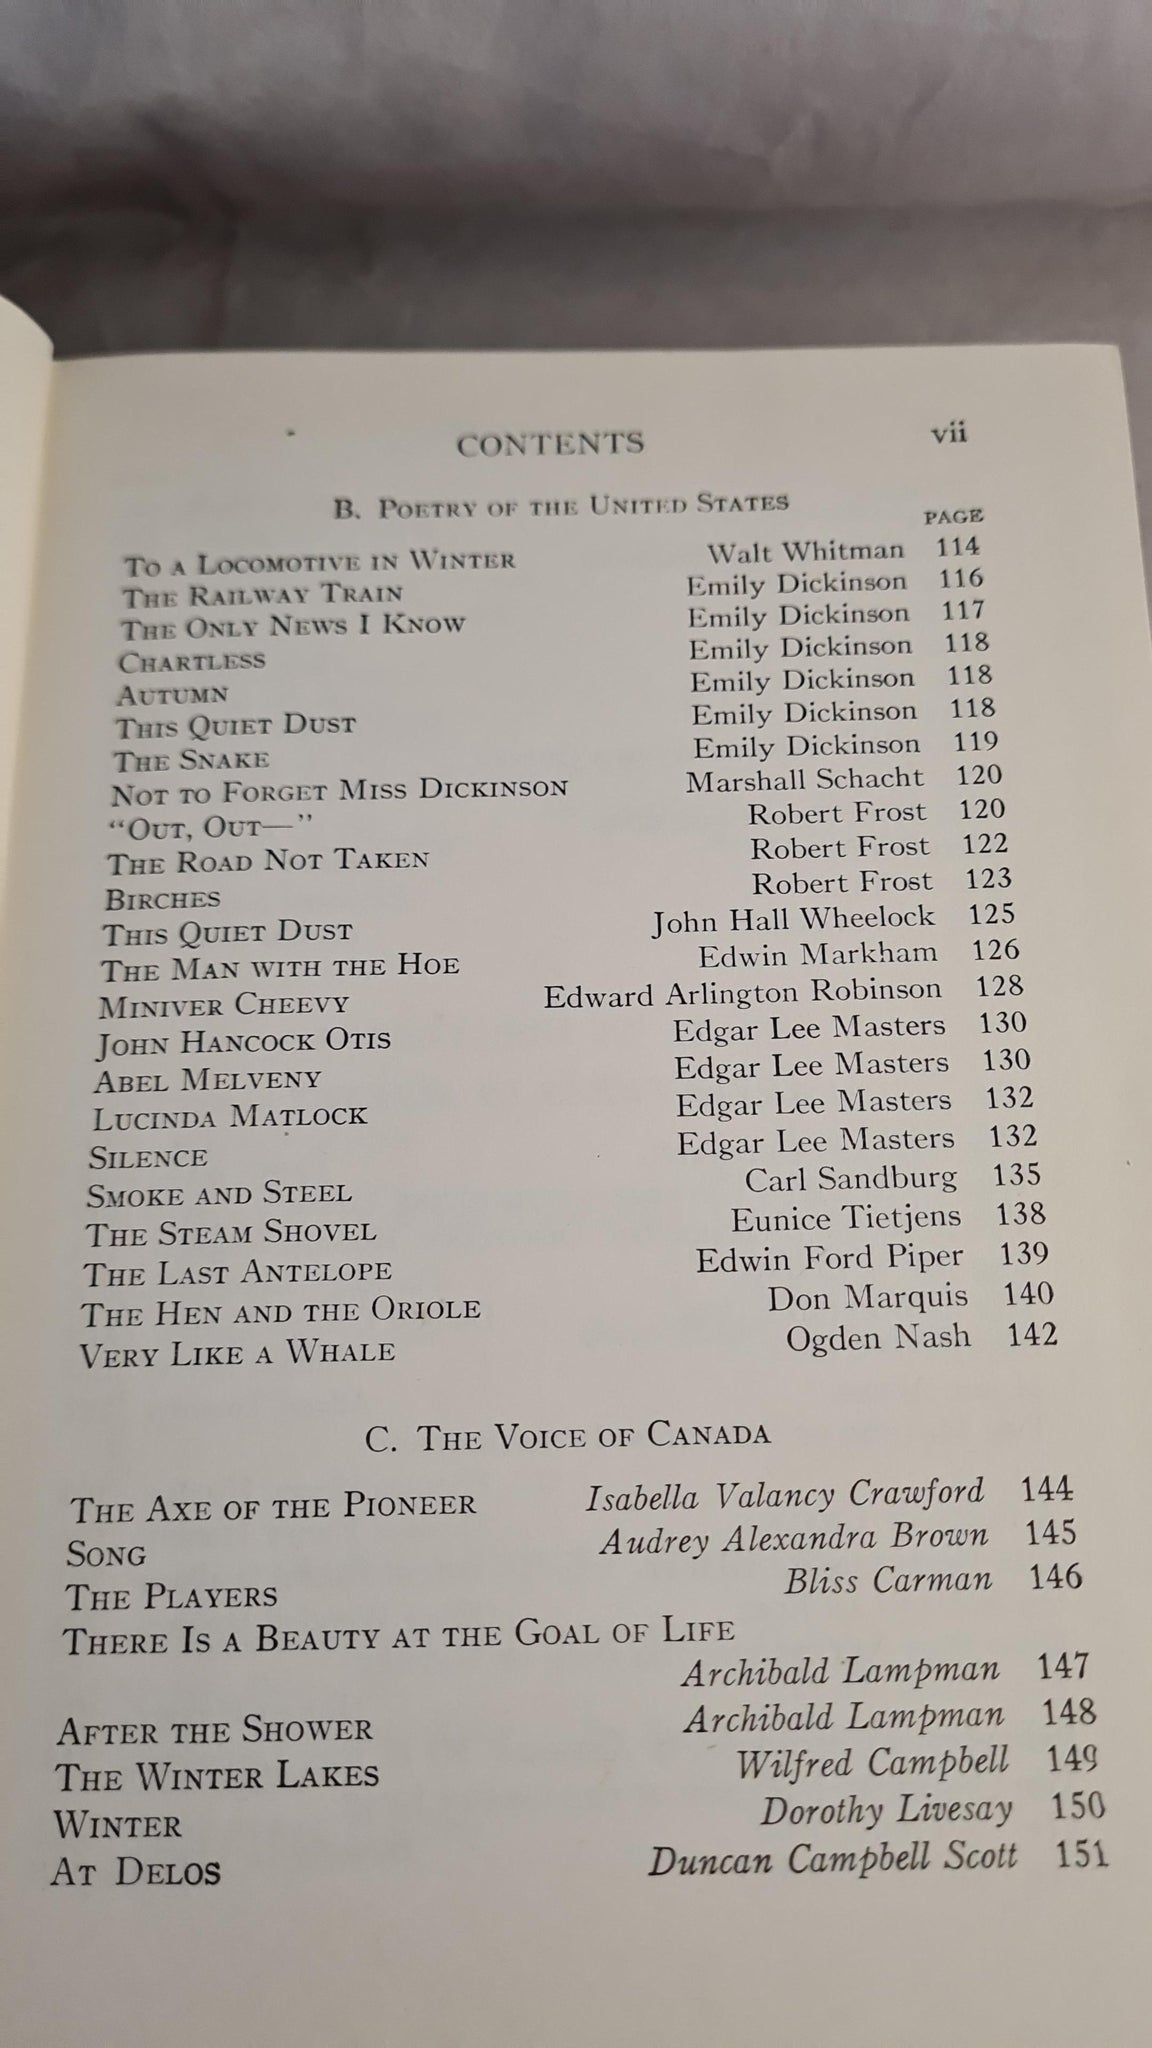 CONTENTS vii
B. POETRY OF THE UNITED STATES
PAGE
TO A LOCOMOTIVE IN WINTER Walt Whitman 114
THE RAILWAY TRAIN Emily Dickinson 116
THE ONLY NEWS I KNOW Emily Dickinson 117
CHARTLESS Emily Dickinson 118
AUTUMN Emily Dickinson 118
THIS QUIET DUST Emily Dickinson 118
THE SNAKE Emily Dickinson 119
NOT TO FORGET MISS DICKINSON Marshall Schacht 120
"OUT, OUT—" Robert Frost 120
THE ROAD NOT TAKEN Robert Frost 122
BIRCHES Robert Frost 123
THIS QUIET DUST John Hall Wheelock 125
THE MAN WITH THE HOE Edwin Markham 126
MINIVER CHEEVY Edward Arlington Robinson 128
JOHN HANCOCK OTIS Edgar Lee Masters 130
ABEL MELVENY Edgar Lee Masters 130
LUCINDA MATLOCK Edgar Lee Masters 132
SILENCE Edgar Lee Masters 132
SMOKE AND STEEL Carl Sandburg 135
THE STEAM SHOVEL Eunice Tietjens 138
THE LAST ANTELOPE Edwin Ford Piper 139
THE HEN AND THE ORIOLE Don Marquis 140
VERY LIKE A WHALE Ogden Nash 142
C. THE VOICE OF CANADA
THE AXE OF THE PIONEER Isabella Valancy Crawford 144
SONG Audrey Alexandra Brown 145
THE PLAYERS Bliss Carman 146
THERE IS A BEAUTY AT THE GOAL OF LIFE
Archibald Lampman 147
AFTER THE SHOWER Archibald Lampman 148
THE WINTER LAKES Wilfred Campbell 149
WINTER Dorothy Livesay 150
AT DELOS Duncan Campbell Scott 151